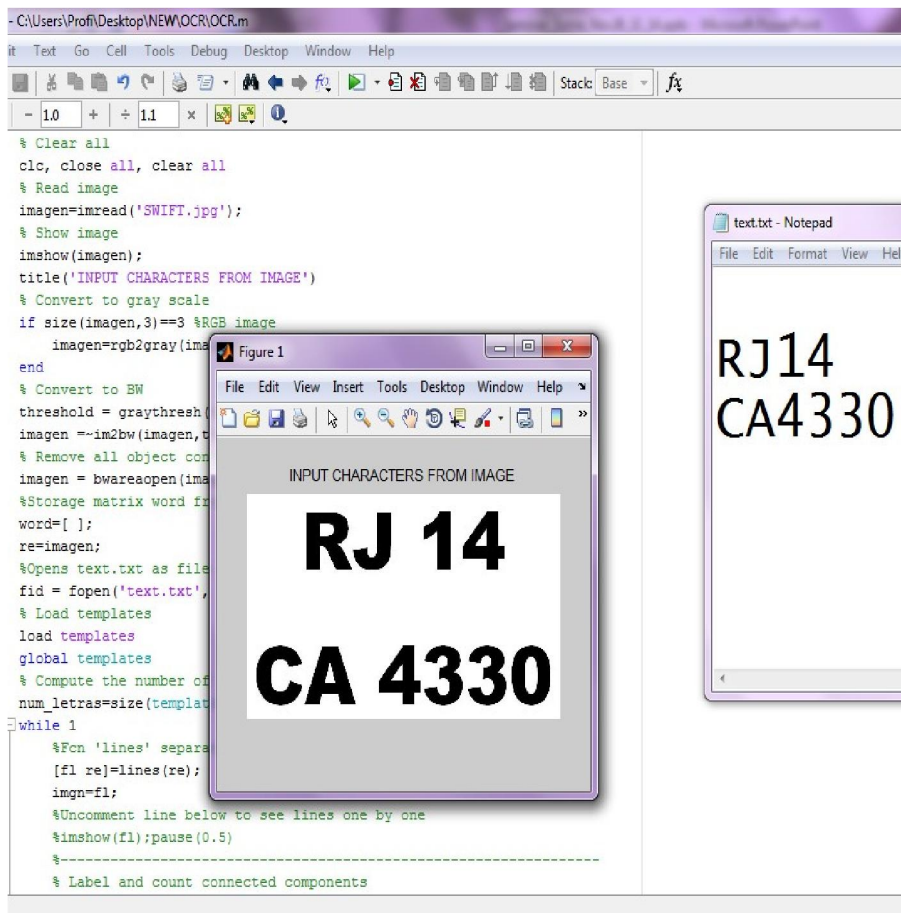 - C:\Users\Profi\Desktop\NEW\OCR\OCR.m
it Text Go Cell Tools Debug Desktop Window Help
Stack: Base fx
- 1.0 + ÷ 1.1 ×
% Clear all
clc, close all, clear all
% Read image
imagen=imread('SWIFT.jpg');
% Show image
imshow(imagen);
title('INPUT CHARACTERS FROM IMAGE')
% Convert to gray scale
if size(imagen,3)==3 %RGB image
imagen=rgb2gray(ima
end
% Convert to BW
threshold = graythresh(
imagen =~im2bw(imagen,t
% Remove all object con
imagen = bwareaopen(ima
%Storage matrix word fr
word=[ ];
re=imagen;
%Opens text.txt as file
fid = fopen('text.txt',
% Load templates
load templates
global templates
% Compute the number of
num_letras=size(templat
while 1
%Fcn 'lines' separa
[fl re]=lines(re);
imgn=fl;
%Uncomment line below to see lines one by one
%imshow(fl);pause(0.5)
%-----------------------------------------------------------------
% Label and count connected components
Figure 1
File Edit View Insert Tools Desktop Window Help
INPUT CHARACTERS FROM IMAGE
RJ 14
CA 4330
text.txt - Notepad
File Edit Format View Hel
RJ14
CA4330